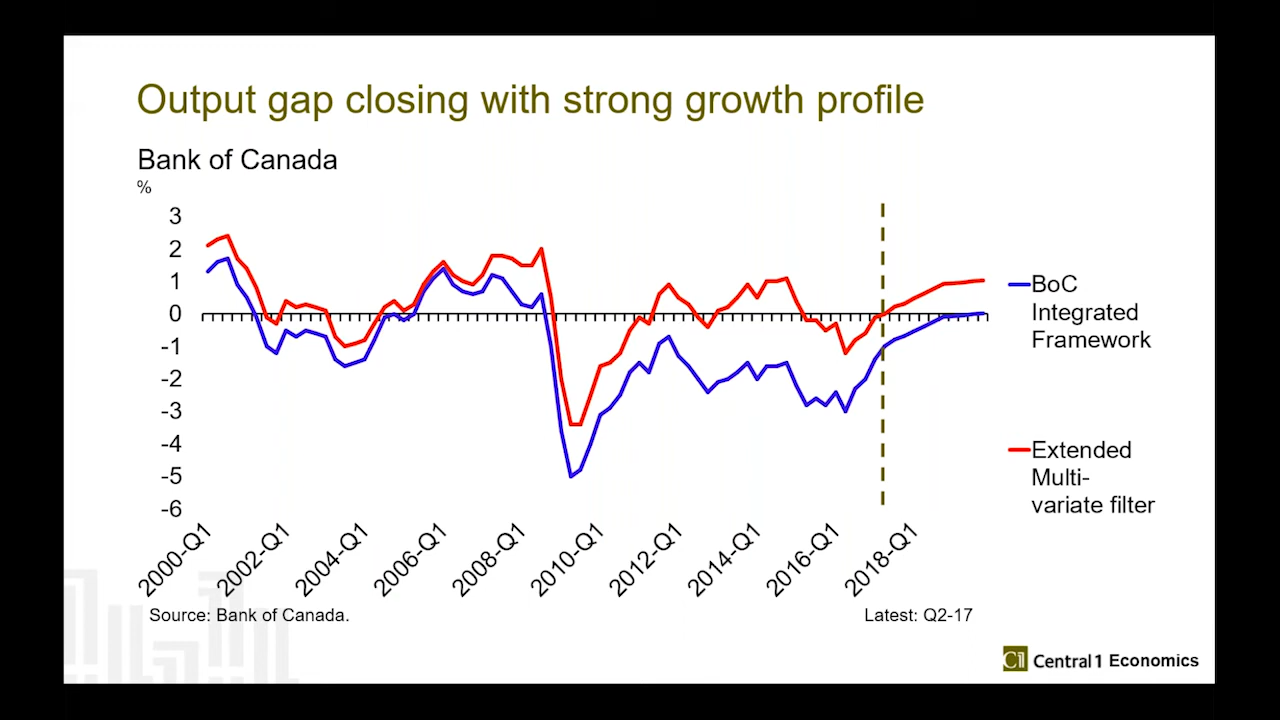 Output gap closing with strong growth profile
Bank of Canada
%
3
2
1
0
-1
-2
-3
-4
-5
-6
2000-Q1
2002-Q1
2004-Q1
2006-Q1
2008-Q1
2010-Q1
2012-Q1
2014-Q1
2016-Q1
2018-Q1
BoC
Integrated
Framework
Extended
Multi-
variate filter
Source: Bank of Canada.
Latest: Q2-17
C1 Central 1 Economics